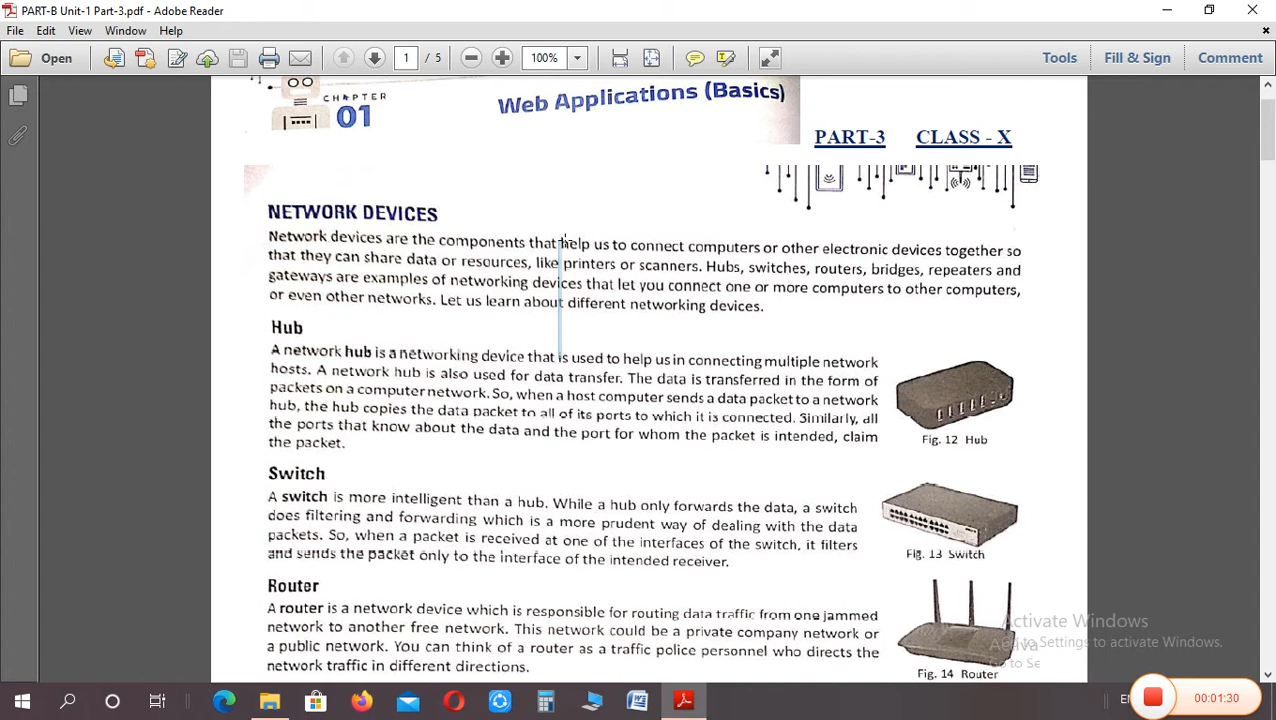 PART-B Unit-1 Part-3.pdf - Adobe Reader
File Edit View Window Help
Open 1 / 5 100% Tools Fill & Sign Comment
CHAPTER
01
Web Applications (Basics)
PART-3 CLASS - X
NETWORK DEVICES
Network devices are the components that help us to connect computers or other electronic devices together so
that they can share data or resources, like printers or scanners. Hubs, switches, routers, bridges, repeaters and
gateways are examples of networking devices that let you connect one or more computers to other computers,
or even other networks. Let us learn about different networking devices.
Hub
A network hub is a networking device that is used to help us in connecting multiple network
hosts. A network hub is also used for data transfer. The data is transferred in the form of
packets on a computer network. So, when a host computer sends a data packet to a network
hub, the hub copies the data packet to all of its ports to which it is connected. Similarly, all
the ports that know about the data and the port for whom the packet is intended, claim
the packet.
Fig. 12 Hub
Switch
A switch is more intelligent than a hub. While a hub only forwards the data, a switch
does filtering and forwarding which is a more prudent way of dealing with the data
packets. So, when a packet is received at one of the interfaces of the switch, it filters
and sends the packet only to the interface of the intended receiver.
Fig. 13 Switch
Router
A router is a network device which is responsible for routing data traffic from one jammed
network to another free network. This network could be a private company network or
a public network. You can think of a router as a traffic police personnel who directs the
network traffic in different directions.
Fig. 14 Router
Activate Windows
to Settings to activate Windows.
00:01:30